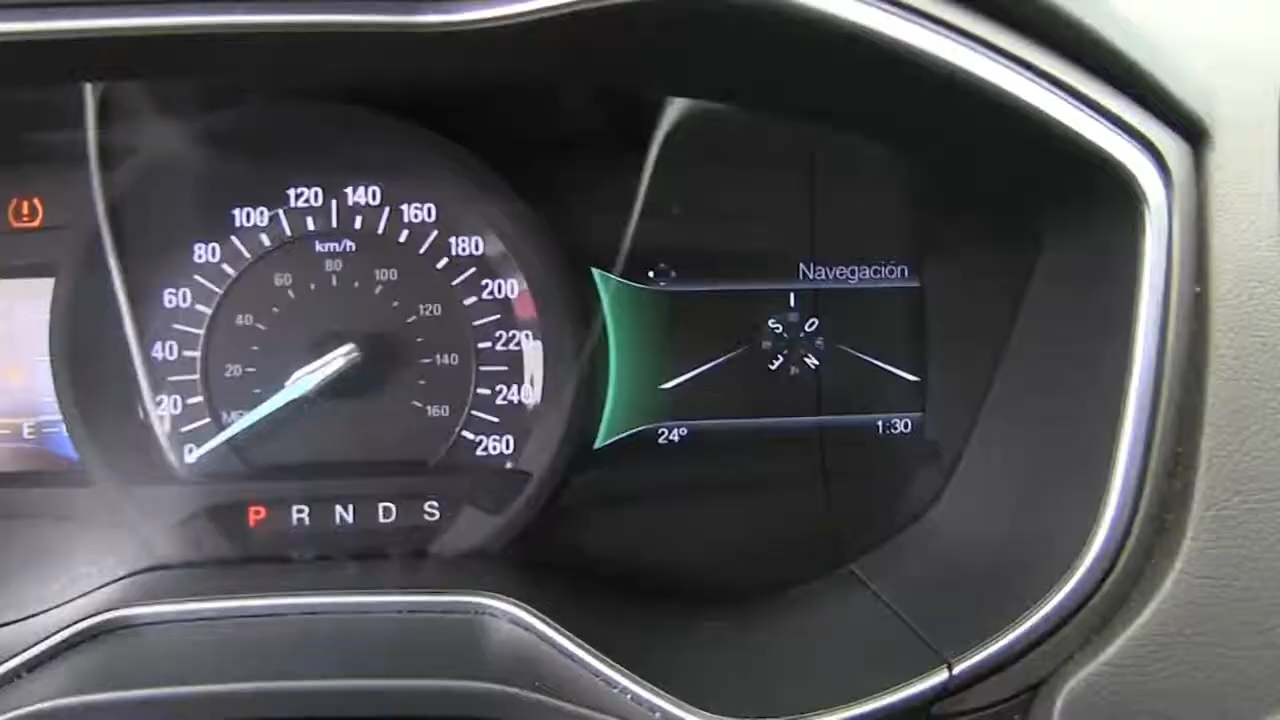 120 140
100 160
80 180
60 200
40 220
20 240
0 260
km/h
80
60 100
40 120
20 140
160
P R N D S
E
Navegación
S O
E N
24º 1:30